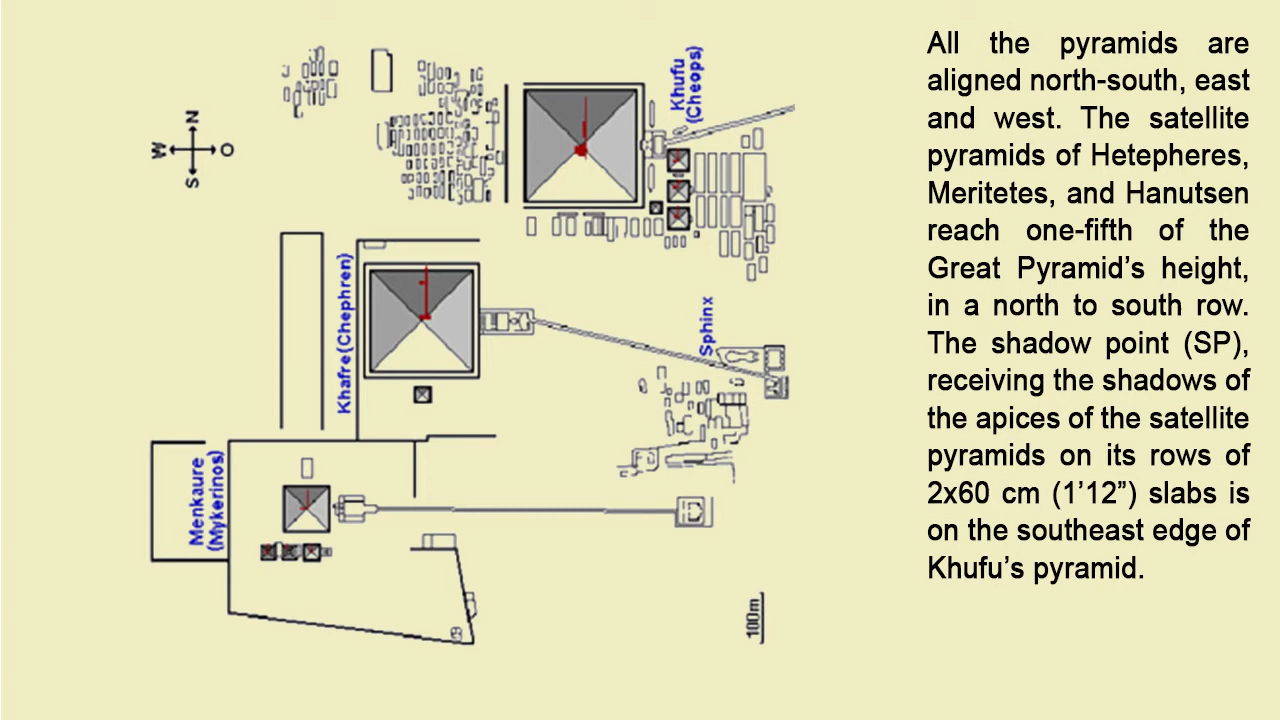 All the pyramids are
aligned north-south, east
and west. The satellite
pyramids of Hetepheres,
Meritetes, and Hanutsen
reach one-fifth of the
Great Pyramid’s height,
in a north to south row.
The shadow point (SP),
receiving the shadows of
the apices of the satellite
pyramids on its rows of
2x60 cm (1’12”) slabs is
on the southeast edge of
Khufu’s pyramid.
Khufu
(Cheops)
N
W
O
S
Khafre(Chephren)
Sphinx
Menkaure
(Mykerinos)
100m